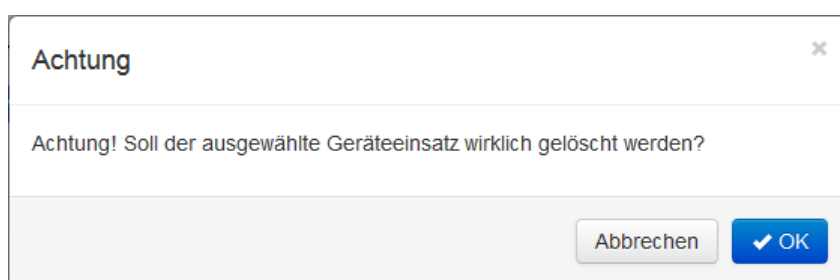 Achtung
×
Achtung! Soll der ausgewählte Geräteeinsatz wirklich gelöscht werden?
Abbrechen
✔ OK